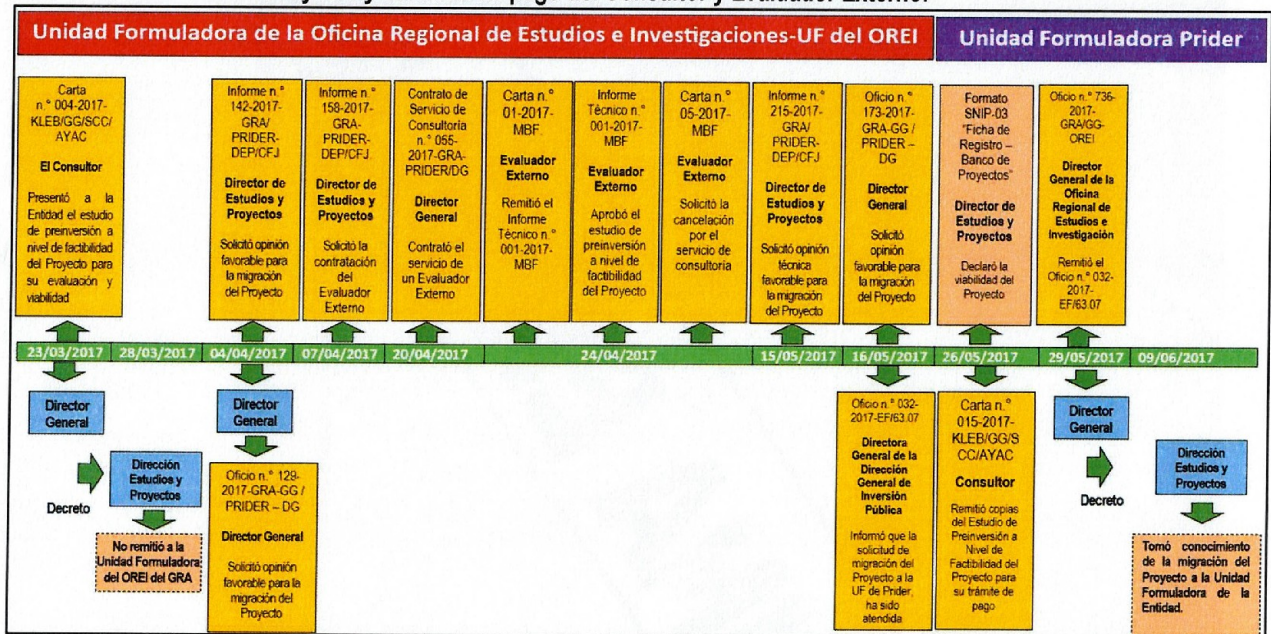 Unidad Formuladora de la Oficina Regional de Estudios e Investigaciones-UF del OREI
Unidad Formuladora Prider
Carta
n.° 004-2017-
KLEB/GG/SCC/
AYAC
El Consultor
Presentó a la
Entidad el estudio
de preinversión a
nivel de factibilidad
del Proyecto para
su evaluación y
viabilidad
Informe n.°
142-2017-
GRA/
PRIDER-
DEP/CFJ
Director de
Estudios y
Proyectos
Solicitó opinión
favorable para
la migración
del Proyecto
Informe n.°
158-2017-
GRA-
PRIDER-
DEP/CFJ
Director de
Estudios y
Proyectos
Solicitó la
contratación
del
Evaluador
Externo
Contrato de
Servicio de
Consultoría
n.° 055-
2017-GRA-
PRIDER/DG
Director
General
Contrató el
servicio de
un Evaluador
Externo
Carta n.°
01-2017-
MBF
Evaluador
Externo
Remitió el
Informe
Técnico n.°
001-2017-
MBF
Informe
Técnico n.°
001-2017-
MBF
Evaluador
Externo
Aprobó el
estudio de
preinversión
a nivel de
factibilidad
del Proyecto
Carta n.°
05-2017-
MBF
Evaluador
Externo
Solicitó la
cancelación
por el
servicio de
consultoría
Informe n.°
215-2017-
GRA/
PRIDER-
DEP/CFJ
Director de
Estudios y
Proyectos
Solicitó opinión
técnica
favorable para
la migración
del Proyecto
Oficio n.°
173-2017-
GRA-GG /
PRIDER –
DG
Director
General
Solicitó
opinión
favorable para
la migración
del Proyecto
Formato
SNIP-03
"Ficha de
Registro –
Banco de
Proyectos"
Director de
Estudios y
Proyectos
Declaró la
viabilidad del
Proyecto
Oficio n.° 736-
2017-
GRA/GG-
OREI
Director
General de la
Oficina
Regional de
Estudios e
Investigación
Remitió el
Oficio n.° 032-
2017-
EF/63.07
23/03/2017 28/03/2017 04/04/2017 07/04/2017 20/04/2017 24/04/2017 15/05/2017 16/05/2017 26/05/2017 29/05/2017 09/06/2017
Director
General
Decreto
Dirección
Estudios y
Proyectos
No remitió a la
Unidad Formuladora
del OREI del GRA
Director
General
Oficio n.° 129-
2017-GRA-GG /
PRIDER – DG
Director General
Solicitó opinión
favorable para la
migración del
Proyecto
Oficio n.° 032-
2017-EF/63.07
Directora
General de la
Dirección
General de
Inversión
Pública
Informó que la
solicitud de
migración del
Proyecto a la
UF de Prider,
ha sido
atendida
Carta n.°
015-2017-
KLEB/GG/S
CC/AYAC
Consultor
Remitió copias
del Estudio de
Preinversión a
Nivel de
Factibilidad del
Proyecto para
su trámite de
pago
Director
General
Decreto
Dirección
Estudios y
Proyectos
Tomó conocimiento
de la migración del
Proyecto a la Unidad
Formuladora de la
Entidad.